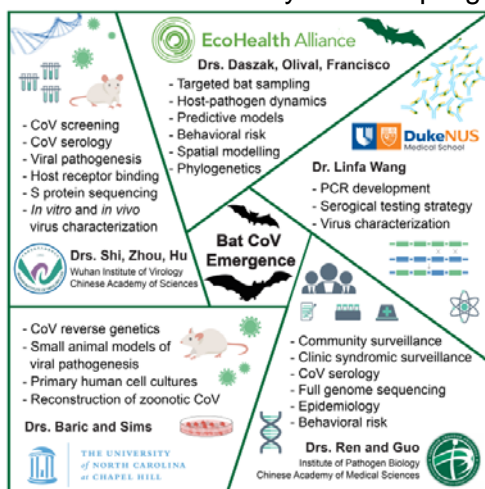 EcoHealth Alliance
Drs. Daszak, Olival, Francisco
- Targeted bat sampling
- Host-pathogen dynamics
- Predictive models
- Behavioral risk
- Spatial modelling
- Phylogenetics
- CoV screening
- CoV serology
- Viral pathogenesis
- Host receptor binding
- S protein sequencing
- In vitro and in vivo
virus characterization
Drs. Shi, Zhou, Hu
Wuhan Institute of Virology
Chinese Academy of Sciences
DukeNUS
Medical School
Dr. Linfa Wang
- PCR development
- Serogical testing strategy
- Virus characterization
Bat CoV
Emergence
- CoV reverse genetics
- Small animal models of
viral pathogenesis
- Primary human cell cultures
- Reconstruction of zoonotic CoV
Drs. Baric and Sims
THE UNIVERSITY
of NORTH CAROLINA
at CHAPEL HILL
- Community surveillance
- Clinic syndromic surveillance
- CoV serology
- Full genome sequencing
- Epidemiology
- Behavioral risk
Drs. Ren and Guo
Institute of Pathogen Biology
Chinese Academy of Medical Sciences